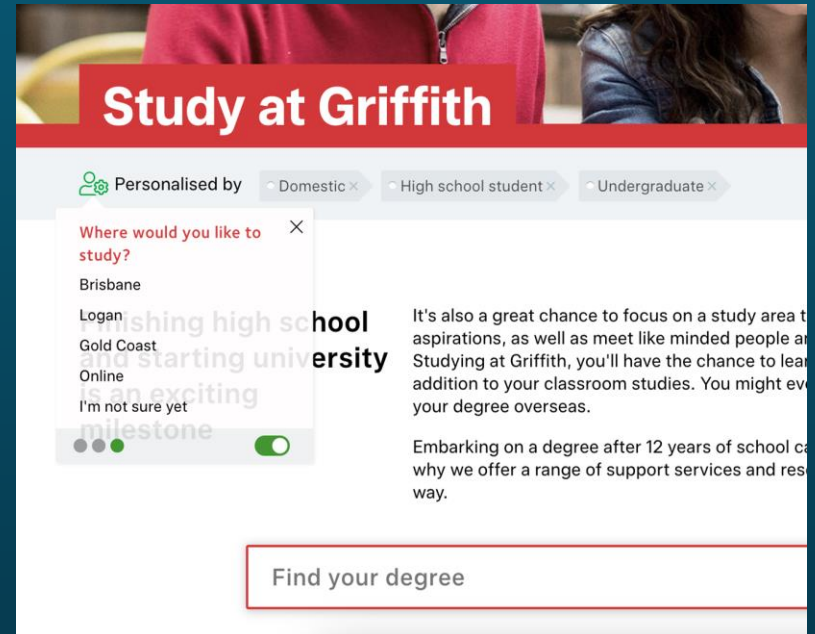 Study at Griffith
Personalised by
Domestic ×
High school student ×
Undergraduate ×
Where would you like to
study?
Brisbane
Logan
Gold Coast
Online
I'm not sure yet
Finishing high school
and starting university
is an exciting
milestone
It's also a great chance to focus on a study area
aspirations, as well as meet like minded people
Studying at Griffith, you'll have the chance to
addition to your classroom studies. You might
your degree overseas.
Embarking on a degree after 12 years of school
why we offer a range of support services and
way.
Find your degree